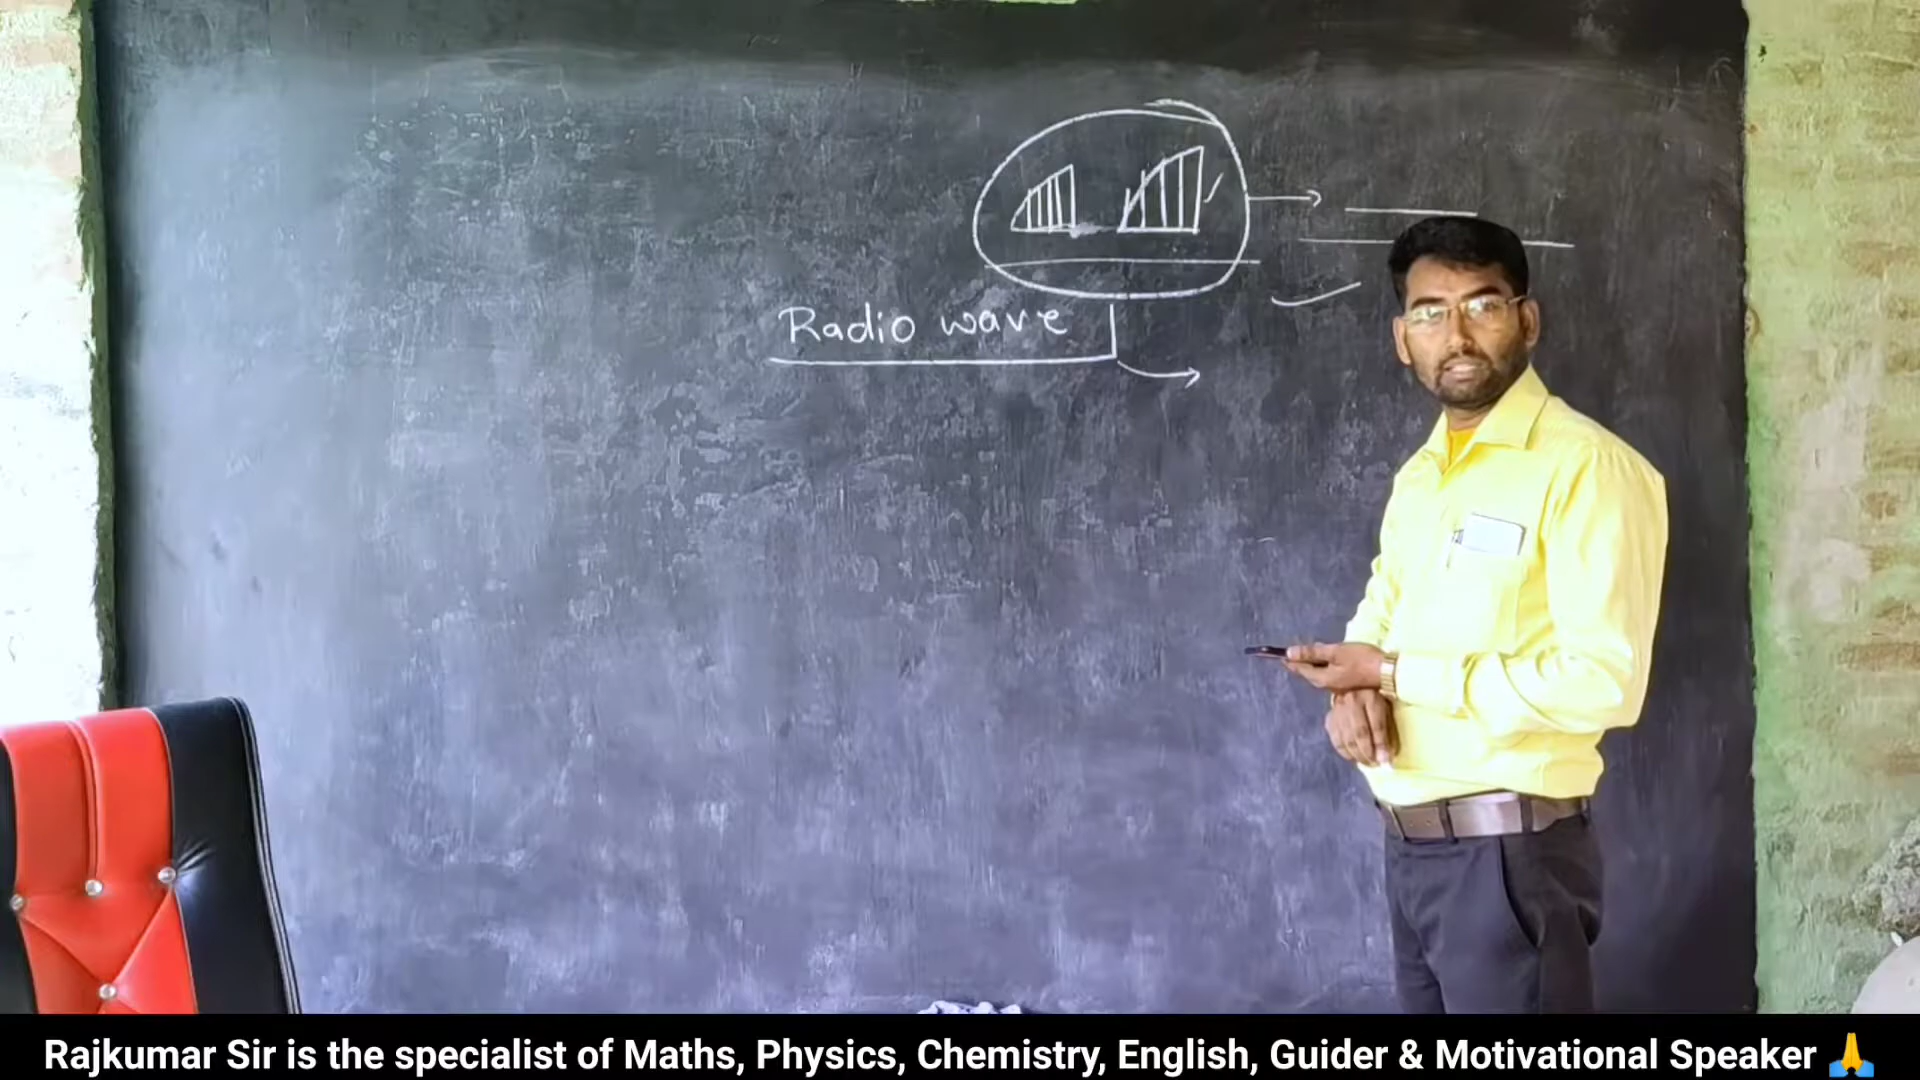 Radio wave
Rajkumar Sir is the specialist of Maths, Physics, Chemistry, English, Guider & Motivational Speaker 🙏